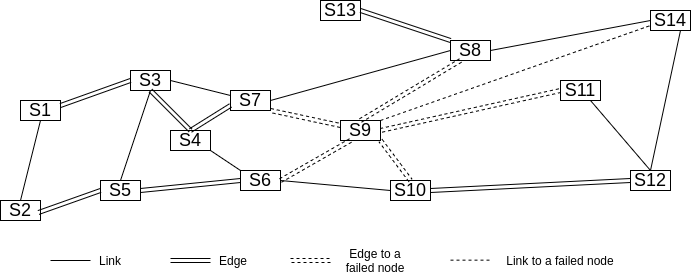 S13
S14
S8
S3
S11
S7
S1
S9
S4
S6
S12
S5
S10
S2
Link
Edge
Edge to a
failed node
Link to a failed node